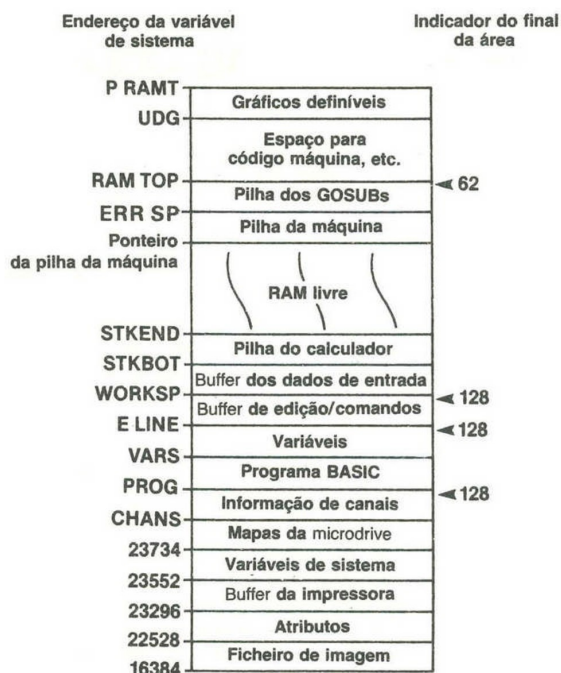 Endereço da variável
de sistema
Indicador do final
da área
P RAMT
Gráficos definíveis
UDG
Espaço para
código máquina, etc.
RAM TOP
62
Pilha dos GOSUBs
ERR SP
Pilha da máquina
Ponteiro
da pilha da máquina
RAM livre
STKEND
Pilha do calculador
STKBOT
Buffer dos dados de entrada
WORKSP
128
Buffer de edição/comandos
E LINE
128
Variáveis
VARS
Programa BASIC
PROG
128
Informação de canais
CHANS
Mapas da microdrive
23734
Variáveis de sistema
23552
Buffer da impressora
23296
Atributos
22528
Ficheiro de imagem
16384